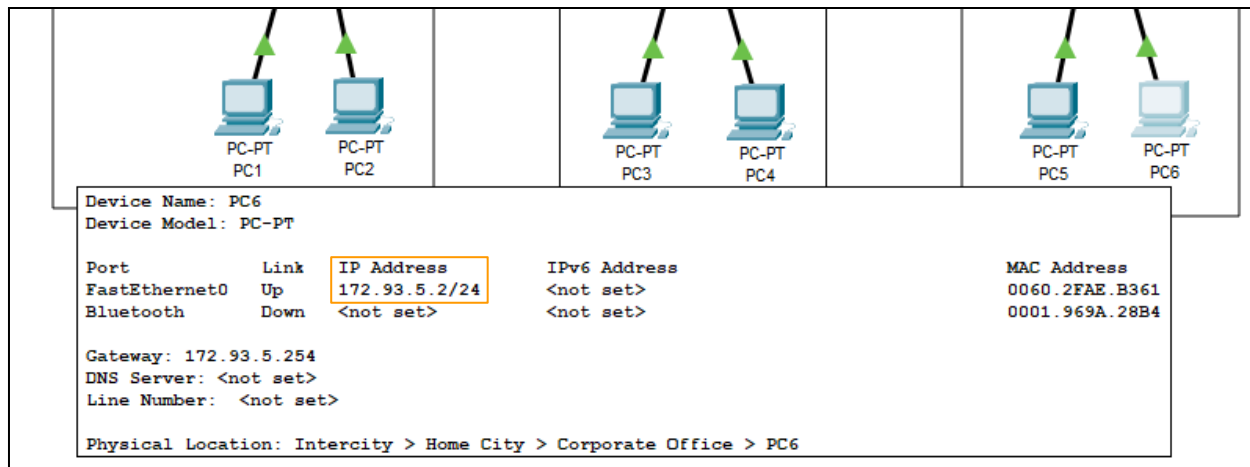 PC-PT PC-PT PC-PT PC-PT PC-PT PC-PT
PC1 PC2 PC3 PC4 PC5 PC6
Device Name: PC6
Device Model: PC-PT
Port Link IP Address IPv6 Address MAC Address
FastEthernet0 Up 172.93.5.2/24 <not set> 0060.2FAE.B361
Bluetooth Down <not set> <not set> 0001.969A.28B4
Gateway: 172.93.5.254
DNS Server: <not set>
Line Number: <not set>
Physical Location: Intercity > Home City > Corporate Office > PC6